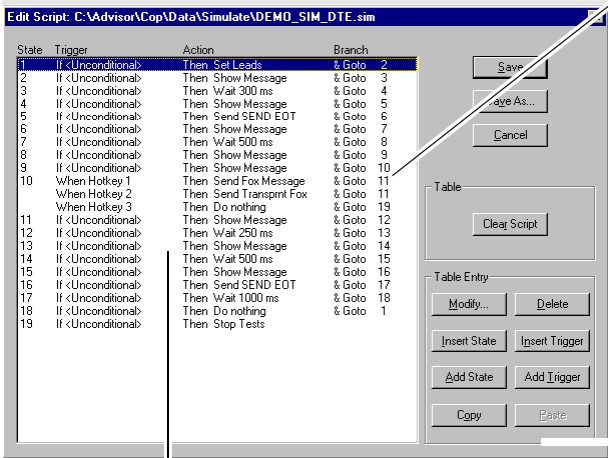 Edit Script: C:\Advisor\Cop\Data\Simulate\DEMO_SIM_DTE.sim
State Trigger Action Branch
1 If <Unconditional> Then Set Leads & Goto 2
2 If <Unconditional> Then Show Message & Goto 3
3 If <Unconditional> Then Wait 300 ms & Goto 4
4 If <Unconditional> Then Show Message & Goto 5
5 If <Unconditional> Then Send SEND EOT & Goto 6
6 If <Unconditional> Then Show Message & Goto 7
7 If <Unconditional> Then Wait 500 ms & Goto 8
8 If <Unconditional> Then Show Message & Goto 9
9 If <Unconditional> Then Show Message & Goto 10
10 When Hotkey 1 Then Send Fox Message & Goto 11
When Hotkey 2 Then Send Transprnt Fox & Goto 11
When Hotkey 3 Then Do nothing & Goto 19
11 If <Unconditional> Then Show Message & Goto 12
12 If <Unconditional> Then Wait 250 ms & Goto 13
13 If <Unconditional> Then Show Message & Goto 14
14 If <Unconditional> Then Wait 500 ms & Goto 15
15 If <Unconditional> Then Show Message & Goto 16
16 If <Unconditional> Then Send SEND EOT & Goto 17
17 If <Unconditional> Then Wait 1000 ms & Goto 18
18 If <Unconditional> Then Do nothing & Goto 1
19 If <Unconditional> Then Stop Tests
Save
Save As...
Cancel
Table
Clear Script
Table Entry
Modify... Delete
Insert State Insert Trigger
Add State Add Trigger
Copy Paste